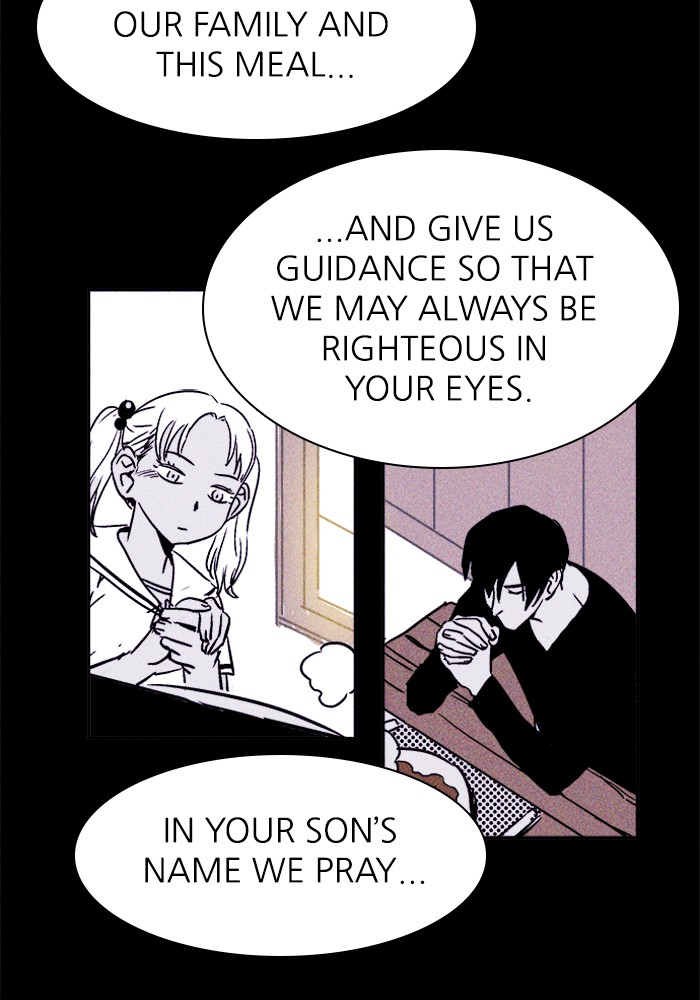 OUR FAMILY AND
THIS MEAL...
...AND GIVE US
GUIDANCE SO THAT
WE MAY ALWAYS BE
RIGHTEOUS IN
YOUR EYES.
IN YOUR SON'S
NAME WE PRAY...